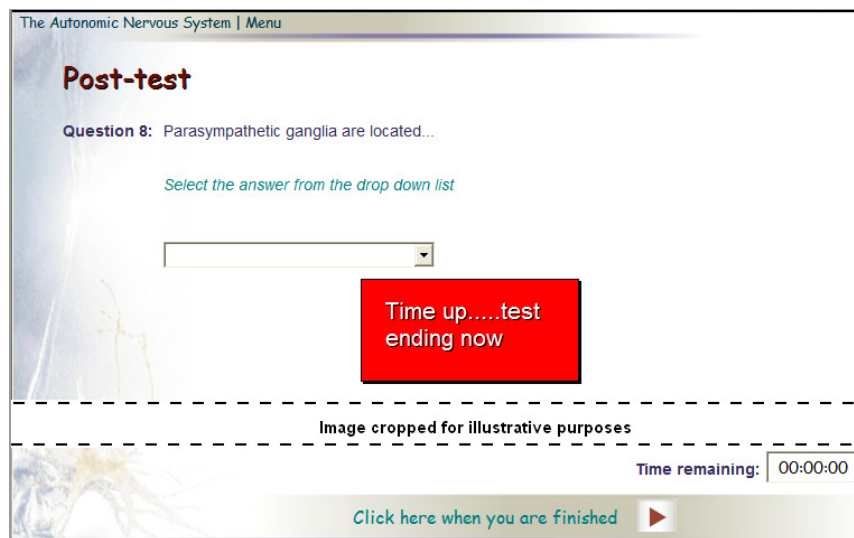 The Autonomic Nervous System | Menu
Post-test
Question 8: Parasympathetic ganglia are located...
Select the answer from the drop down list
Time up.....test
ending now
Image cropped for illustrative purposes
Time remaining: 00:00:00
Click here when you are finished